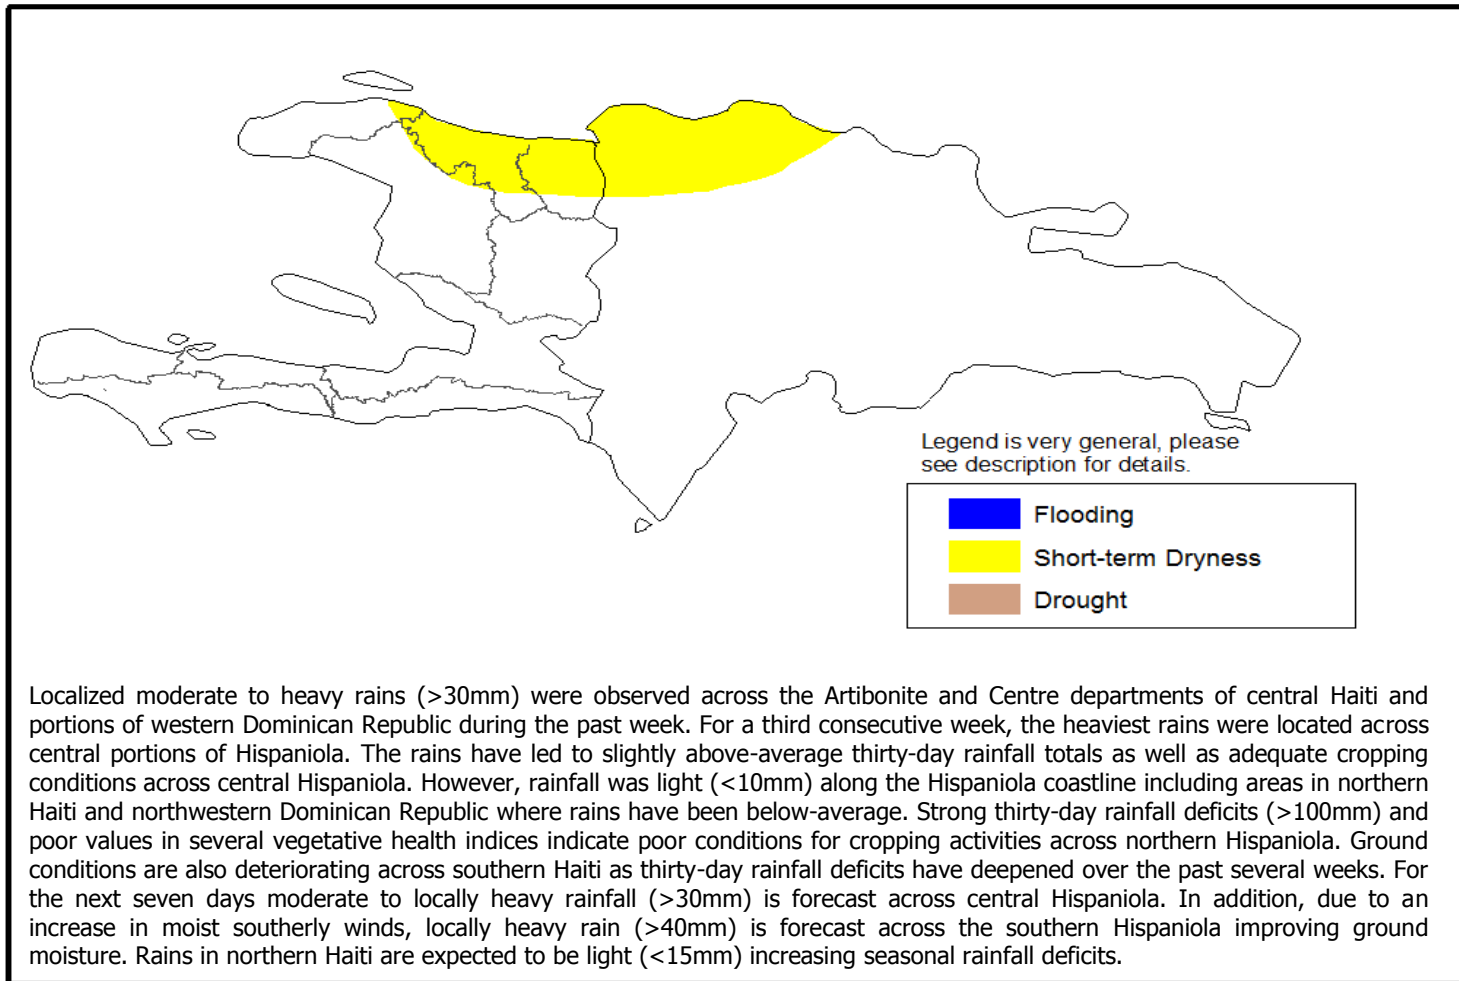 Legend is very general, please
see description for details.
Flooding
Short-term Dryness
Drought
Localized moderate to heavy rains (>30mm) were observed across the Artibonite and Centre departments of central Haiti and
portions of western Dominican Republic during the past week. For a third consecutive week, the heaviest rains were located across
central portions of Hispaniola. The rains have led to slightly above-average thirty-day rainfall totals as well as adequate cropping
conditions across central Hispaniola. However, rainfall was light (<10mm) along the Hispaniola coastline including areas in northern
Haiti and northwestern Dominican Republic where rains have been below-average. Strong thirty-day rainfall deficits (>100mm) and
poor values in several vegetative health indices indicate poor conditions for cropping activities across northern Hispaniola. Ground
conditions are also deteriorating across southern Haiti as thirty-day rainfall deficits have deepened over the past several weeks. For
the next seven days moderate to locally heavy rainfall (>30mm) is forecast across central Hispaniola. In addition, due to an
increase in moist southerly winds, locally heavy rain (>40mm) is forecast across the southern Hispaniola improving ground
moisture. Rains in northern Haiti are expected to be light (<15mm) increasing seasonal rainfall deficits.